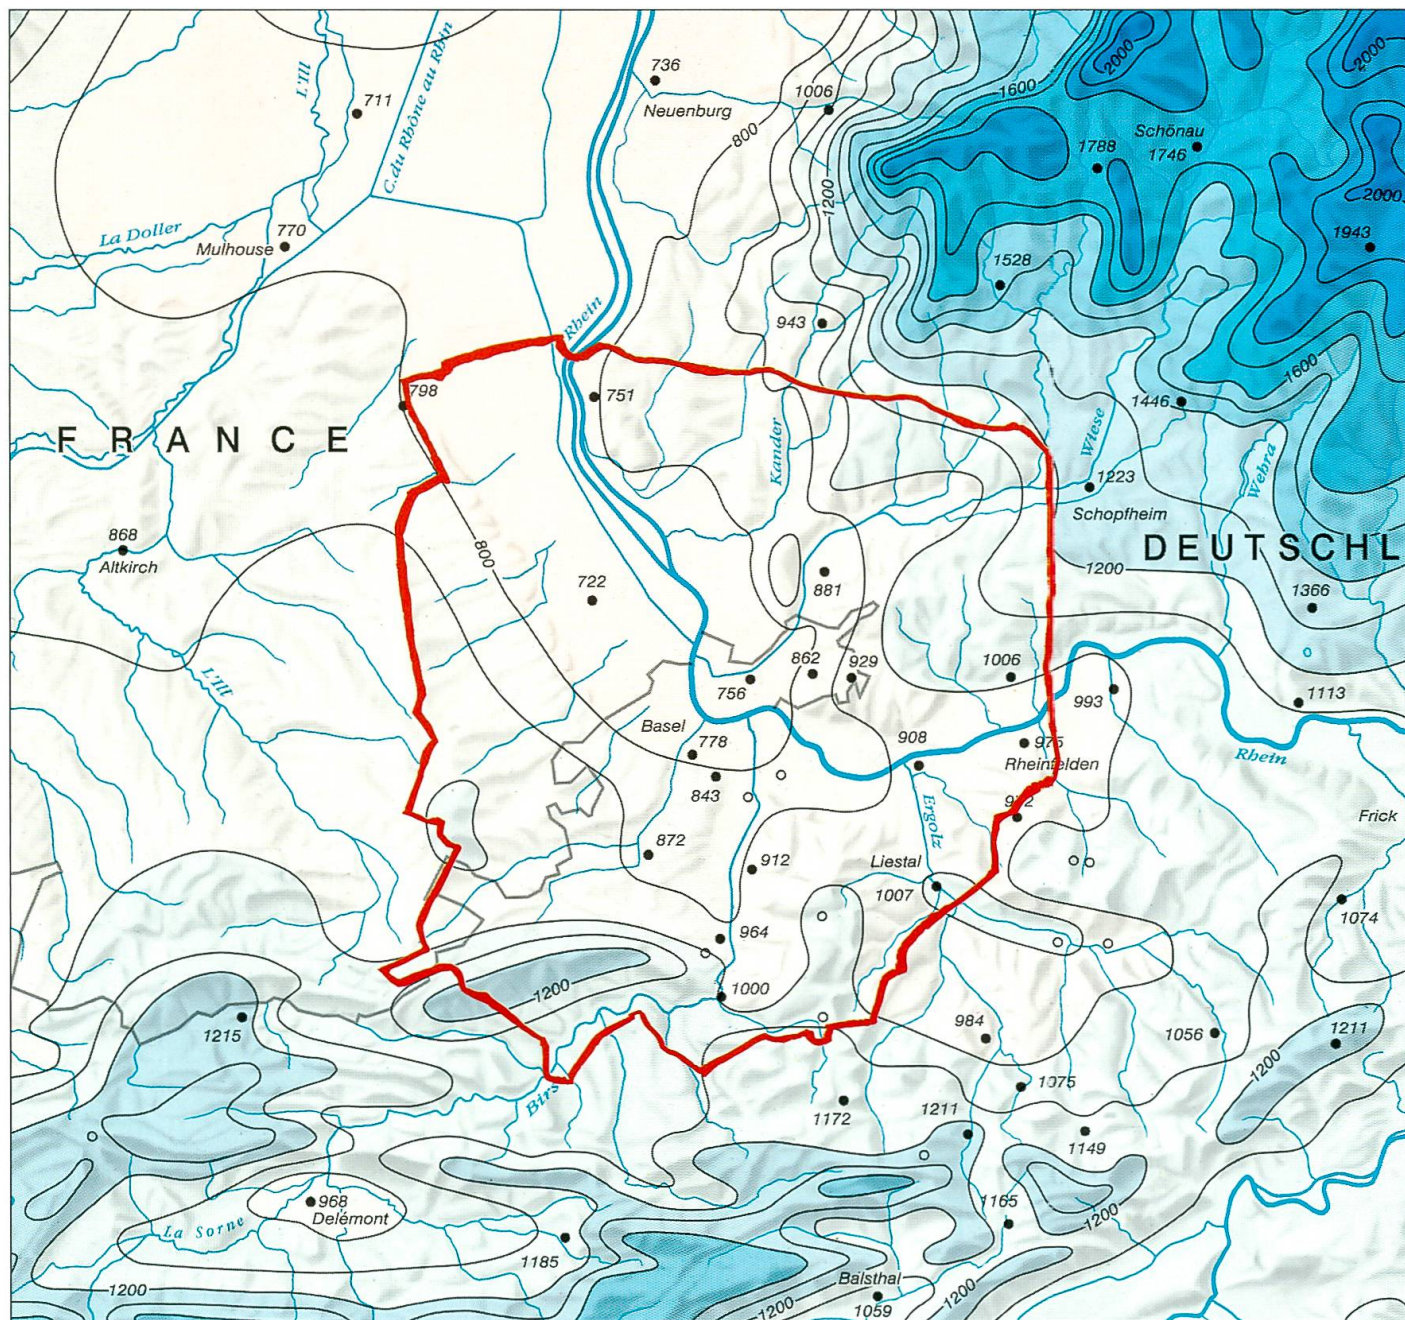 736
Neuenburg
1006
1600
2000
2000
L'Ill
711
C.du Rhône au Rhin
800
Schönau
1788
1746
1200
2000
La Doller
770
Mulhouse
1943
1528
Rhein
943
1600
798
751
1446
FRANCE
Kander
Wiese
Wehra
1223
Schopfheim
868
Altkirch
800
DEUTSCHL
1200
722
881
1366
L'Ill
862
929
1006
756
993
1113
Basel
778
908
975
Rheinfelden
Rhein
843
Ergolz
972
Frick
872
912
Liestal
1007
1074
964
1200
1000
1215
984
1056
1211
1200
Birs
1075
1172
1211
1149
968
Delémont
La Sorne
1165
1200
1185
Balsthal
1200
1200
1200
1059